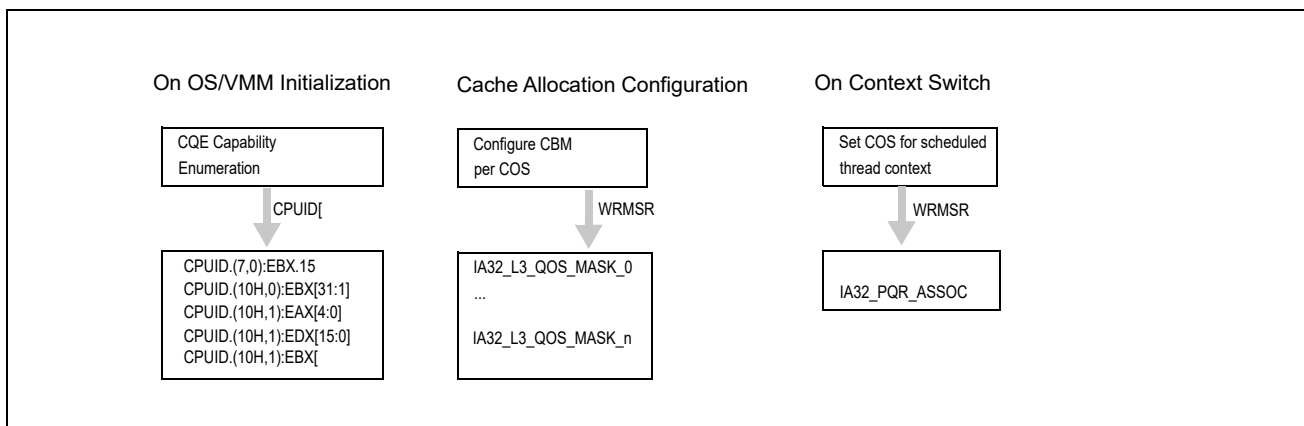 On OS/VMM Initialization
CQE Capability
Enumeration
CPUID[
CPUID.(7,0):EBX.15
CPUID.(10H,0):EBX[31:1]
CPUID.(10H,1):EAX[4:0]
CPUID.(10H,1):EDX[15:0]
CPUID.(10H,1):EBX[
Cache Allocation Configuration
Configure CBM
per COS
WRMSR
IA32_L3_QOS_MASK_0
...
IA32_L3_QOS_MASK_n
On Context Switch
Set COS for scheduled
thread context
WRMSR
IA32_PQR_ASSOC